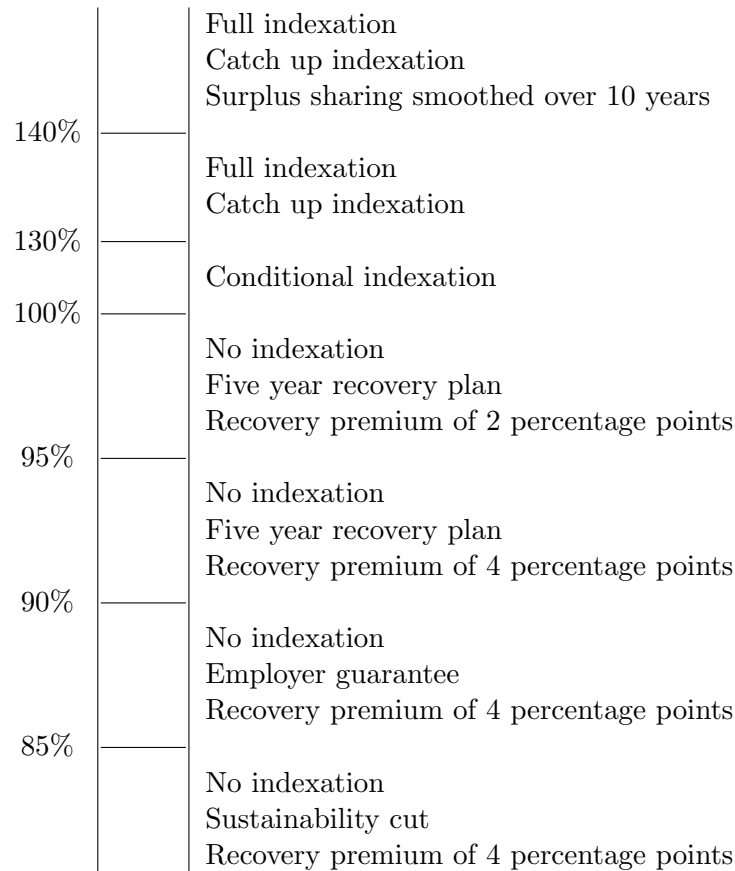 Full indexation
Catch up indexation
Surplus sharing smoothed over 10 years
140%
Full indexation
Catch up indexation
130%
Conditional indexation
100%
No indexation
Five year recovery plan
Recovery premium of 2 percentage points
95%
No indexation
Five year recovery plan
Recovery premium of 4 percentage points
90%
No indexation
Employer guarantee
Recovery premium of 4 percentage points
85%
No indexation
Sustainability cut
Recovery premium of 4 percentage points